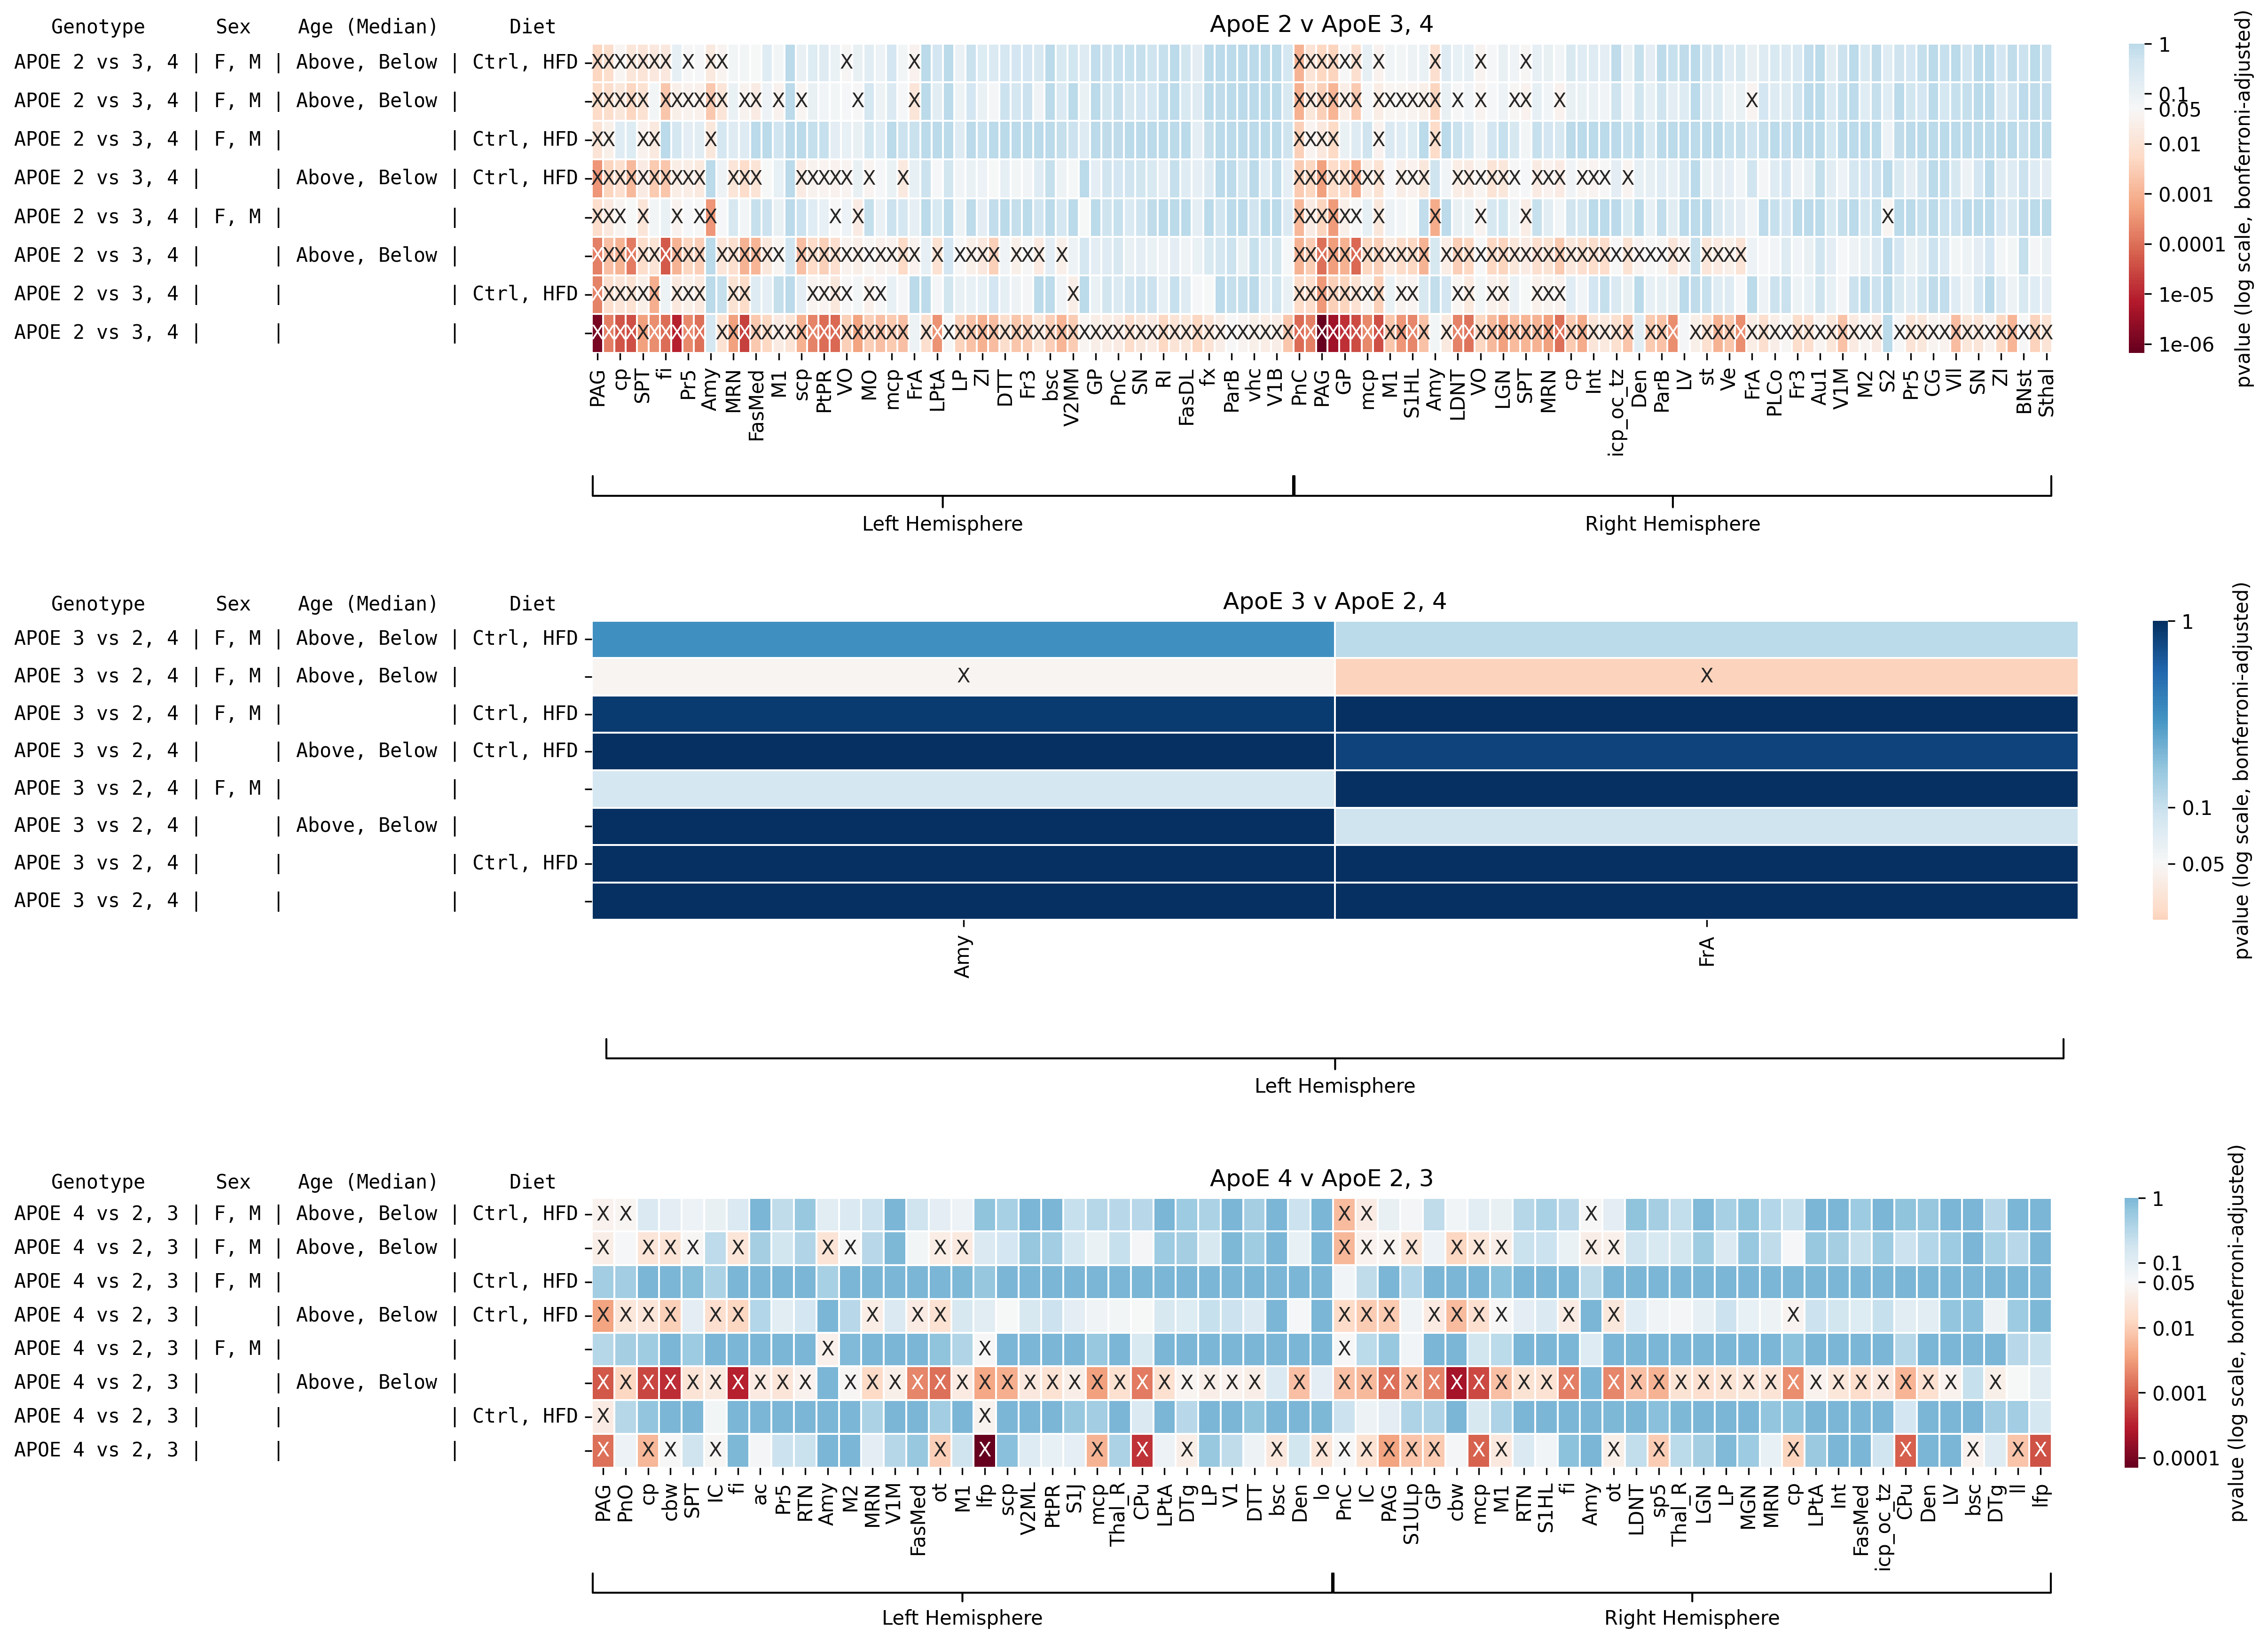 ApoE 2 v ApoE 3, 4
Genotype Sex Age (Median) Diet
APOE 2 vs 3, 4 | F, M | Above, Below | Ctrl, HFD
APOE 2 vs 3, 4 | F, M | Above, Below |
APOE 2 vs 3, 4 | F, M | | Ctrl, HFD
APOE 2 vs 3, 4 | | Above, Below | Ctrl, HFD
APOE 2 vs 3, 4 | F, M | |
APOE 2 vs 3, 4 | | Above, Below |
APOE 2 vs 3, 4 | | | Ctrl, HFD
APOE 2 vs 3, 4 | | |
PAG cp SPT fi Pr5 Amy MRN FasMed M1 scp PtPR VO MO mcp FrA LPtA LP ZI DTT Fr3 bsc V2MM GP PnC SN RI FasDL fx ParB vhc V1B PnC PAG GP mcp M1 S1HL Amy LDNT VO LGN SPT MRN cp Int icp_oc_tz Den ParB LV st Ve FrA PLCo Fr3 Au1 V1M M2 S2 Pr5 CG VII SN ZI BNst Sthal
Left Hemisphere Right Hemisphere
1
0.1
0.05
0.01
0.001
0.0001
1e-05
1e-06
pvalue (log scale, bonferroni-adjusted)
ApoE 3 v ApoE 2, 4
Genotype Sex Age (Median) Diet
APOE 3 vs 2, 4 | F, M | Above, Below | Ctrl, HFD
APOE 3 vs 2, 4 | F, M | Above, Below | X X
APOE 3 vs 2, 4 | F, M | | Ctrl, HFD
APOE 3 vs 2, 4 | | Above, Below | Ctrl, HFD
APOE 3 vs 2, 4 | F, M | |
APOE 3 vs 2, 4 | | Above, Below |
APOE 3 vs 2, 4 | | | Ctrl, HFD
APOE 3 vs 2, 4 | | |
Amy FrA
Left Hemisphere
1
0.1
0.05
pvalue (log scale, bonferroni-adjusted)
ApoE 4 v ApoE 2, 3
Genotype Sex Age (Median) Diet
APOE 4 vs 2, 3 | F, M | Above, Below | Ctrl, HFD
APOE 4 vs 2, 3 | F, M | Above, Below |
APOE 4 vs 2, 3 | F, M | | Ctrl, HFD
APOE 4 vs 2, 3 | | Above, Below | Ctrl, HFD
APOE 4 vs 2, 3 | F, M | |
APOE 4 vs 2, 3 | | Above, Below |
APOE 4 vs 2, 3 | | | Ctrl, HFD
APOE 4 vs 2, 3 | | |
PAG PnO cp cbw SPT IC fi ac Pr5 RTN Amy M2 MRN V1M FasMed ot M1 lfp scp V2ML PtPR S1J mcp Thal_R CPu LPtA DTg LP V1 DTT bsc Den lo PnC IC PAG S1ULp GP cbw mcp M1 RTN S1HL fi Amy ot LDNT sp5 Thal_R LGN LP MGN MRN cp LPtA Int FasMed icp_oc_tz CPu Den LV bsc DTg ll lfp
Left Hemisphere Right Hemisphere
1
0.1
0.05
0.01
0.001
0.0001
pvalue (log scale, bonferroni-adjusted)